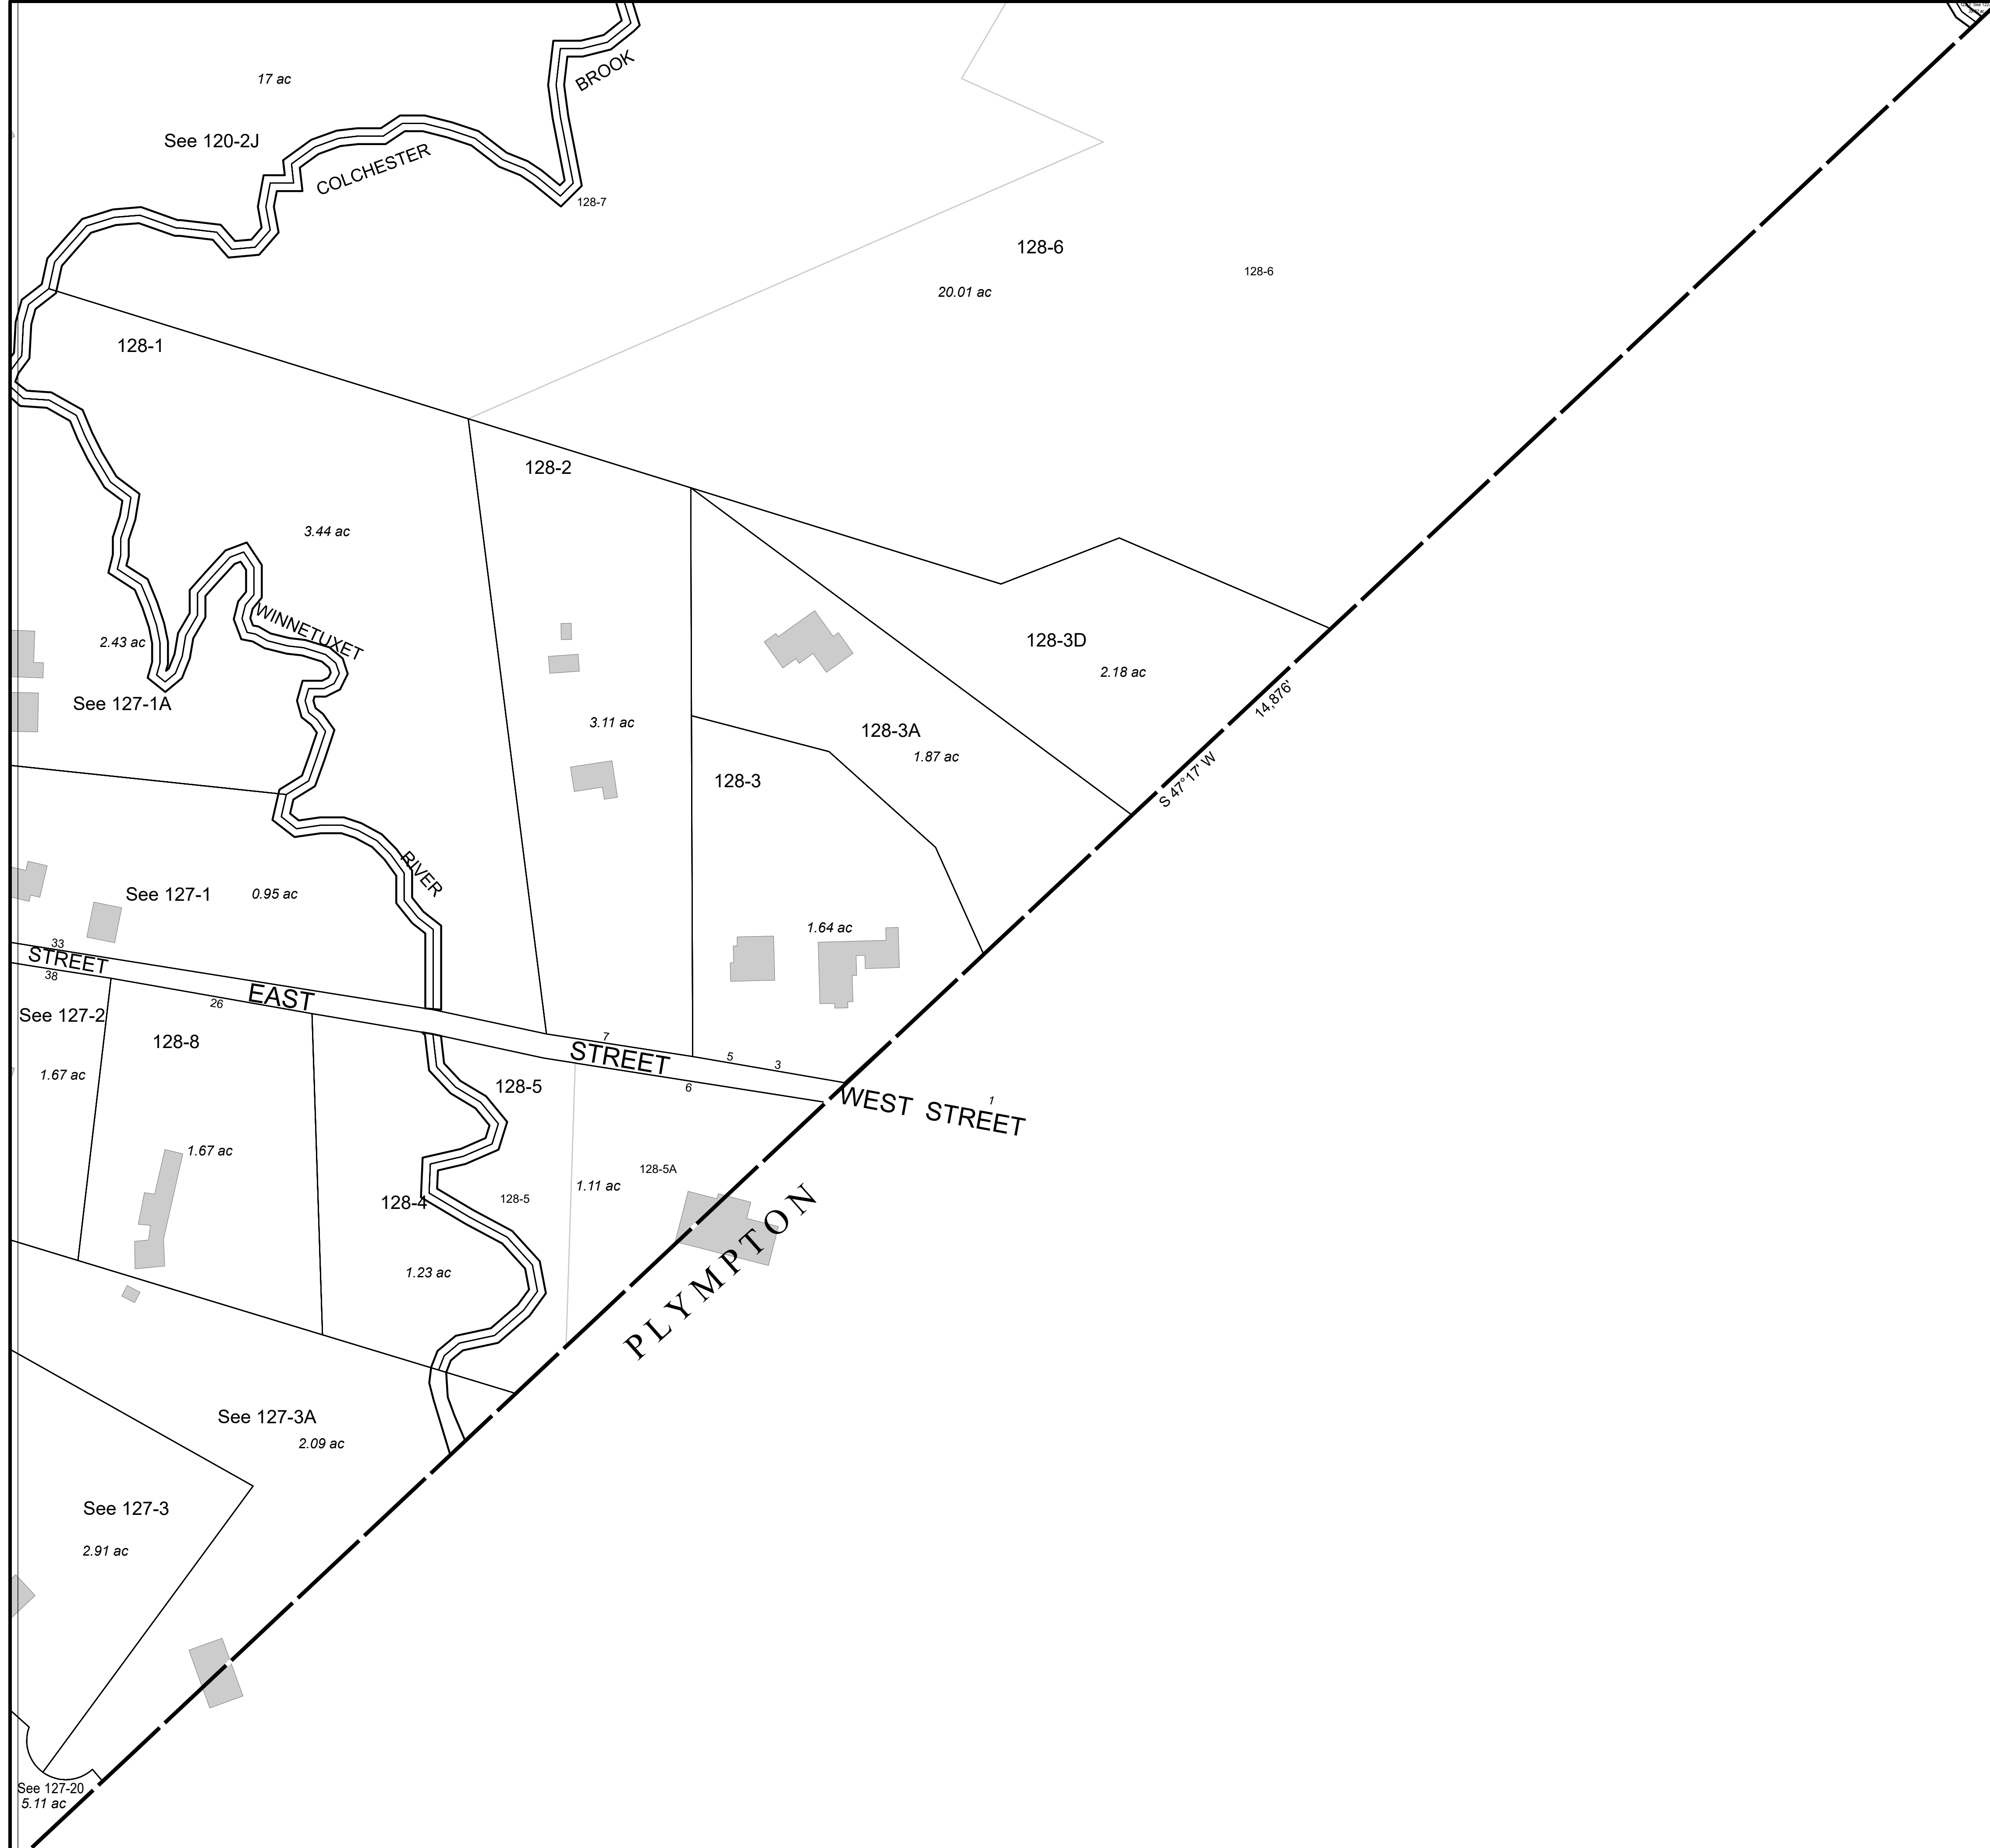 BROOK
17 ac
See 120-2J
COLCHESTER
128-7
128-6
128-6
20.01 ac
128-1
128-2
3.44 ac
WINNETUXET
2.43 ac
128-3D
2.18 ac
14,876'
See 127-1A
3.11 ac
128-3A
1.87 ac
128-3
S 47°17' W
RIVER
See 127-1
0.95 ac
1.64 ac
33
STREET
38
EAST
26
See 127-2
128-8
7
STREET
5
3
6
1.67 ac
128-5
WEST STREET
1
1.67 ac
128-5A
1.11 ac
128-4
128-5
PLYMPTON
1.23 ac
See 127-3A
2.09 ac
See 127-3
2.91 ac
See 127-20
5.11 ac